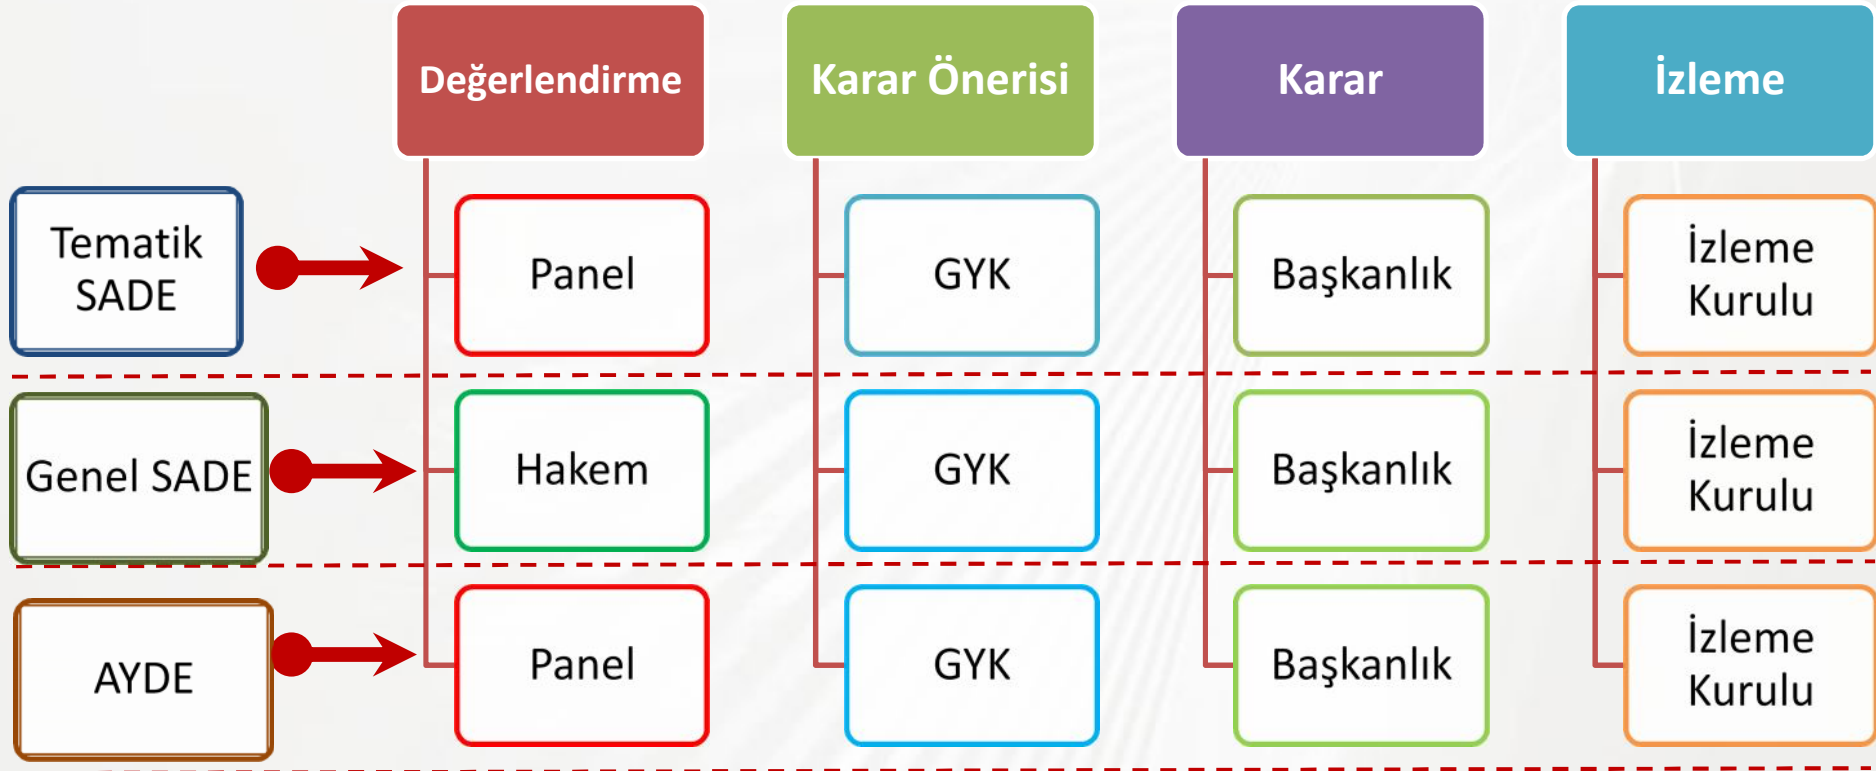 Değerlendirme
Karar Önerisi
Karar
İzleme
Tematik
SADE
Panel
GYK
Başkanlık
İzleme
Kurulu
Genel SADE
Hakem
GYK
Başkanlık
İzleme
Kurulu
AYDE
Panel
GYK
Başkanlık
İzleme
Kurulu